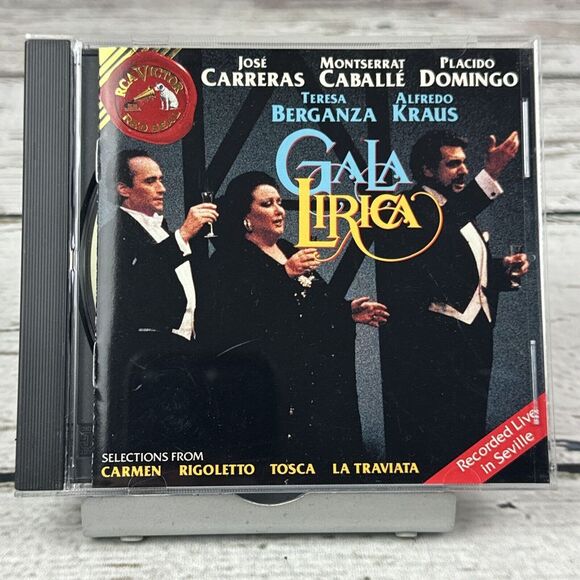 RCA VICTOR
RED SEAL
JOSÉ CARRERAS
MONTSERRAT CABALLÉ
PLACIDO DOMINGO
TERESA BERGANZA
ALFREDO KRAUS
GALA
LIRICA
SELECTIONS FROM
CARMEN RIGOLETTO TOSCA LA TRAVIATA
Recorded Live
in Seville